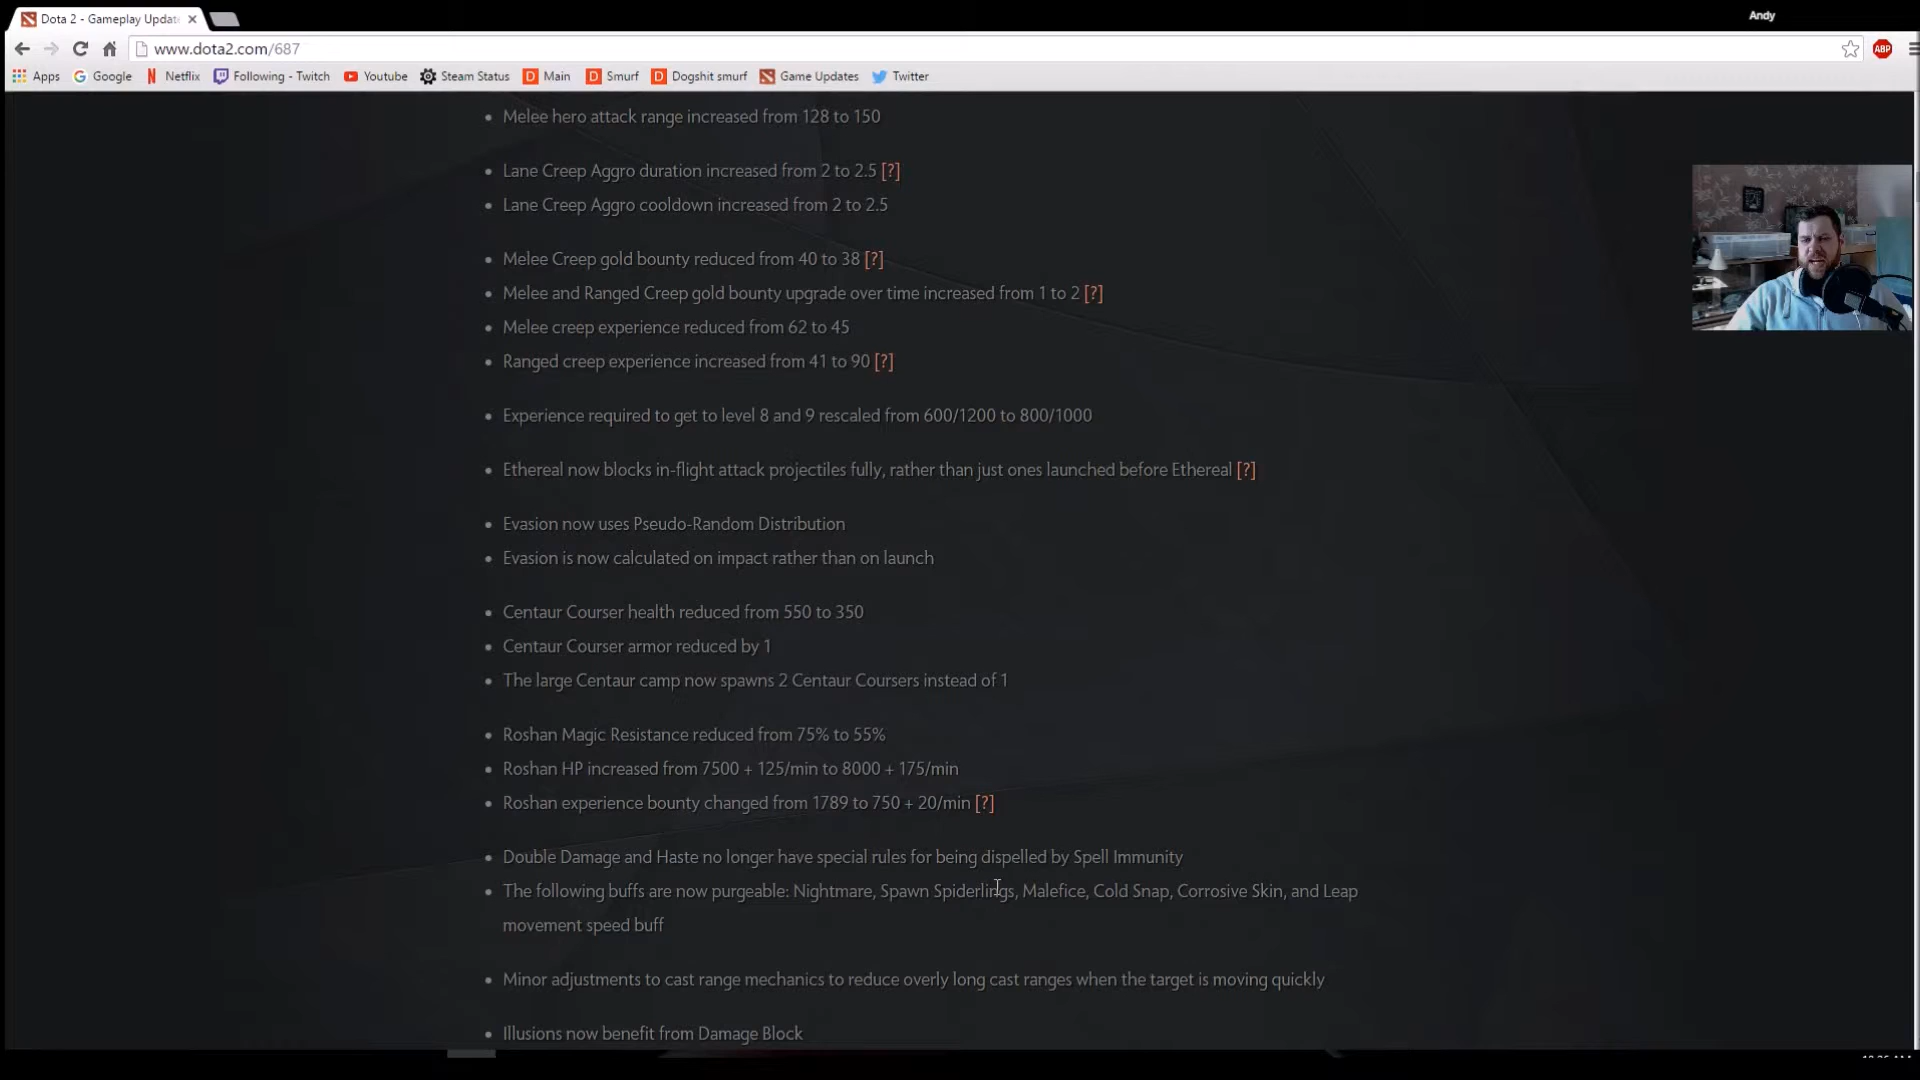 Dota 2 - Gameplay Updat
Andy
www.dota2.com/687
ABP
Apps Google Netflix Following - Twitch Youtube Steam Status Main Smurf Dogshit smurf Game Updates Twitter
Melee hero attack range increased from 128 to 150
Lane Creep Aggro duration increased from 2 to 2.5 [?]
Lane Creep Aggro cooldown increased from 2 to 2.5
Melee Creep gold bounty reduced from 40 to 38 [?]
Melee and Ranged Creep gold bounty upgrade over time increased from 1 to 2 [?]
Melee creep experience reduced from 62 to 45
Ranged creep experience increased from 41 to 90 [?]
Experience required to get to level 8 and 9 rescaled from 600/1200 to 800/1000
Ethereal now blocks in-flight attack projectiles fully, rather than just ones launched before Ethereal [?]
Evasion now uses Pseudo-Random Distribution
Evasion is now calculated on impact rather than on launch
Centaur Courser health reduced from 550 to 350
Centaur Courser armor reduced by 1
The large Centaur camp now spawns 2 Centaur Coursers instead of 1
Roshan Magic Resistance reduced from 75% to 55%
Roshan HP increased from 7500 + 125/min to 8000 + 175/min
Roshan experience bounty changed from 1789 to 750 + 20/min [?]
Double Damage and Haste no longer have special rules for being dispelled by Spell Immunity
The following buffs are now purgeable: Nightmare, Spawn Spiderlings, Malefice, Cold Snap, Corrosive Skin, and Leap
movement speed buff
Minor adjustments to cast range mechanics to reduce overly long cast ranges when the target is moving quickly
Illusions now benefit from Damage Block